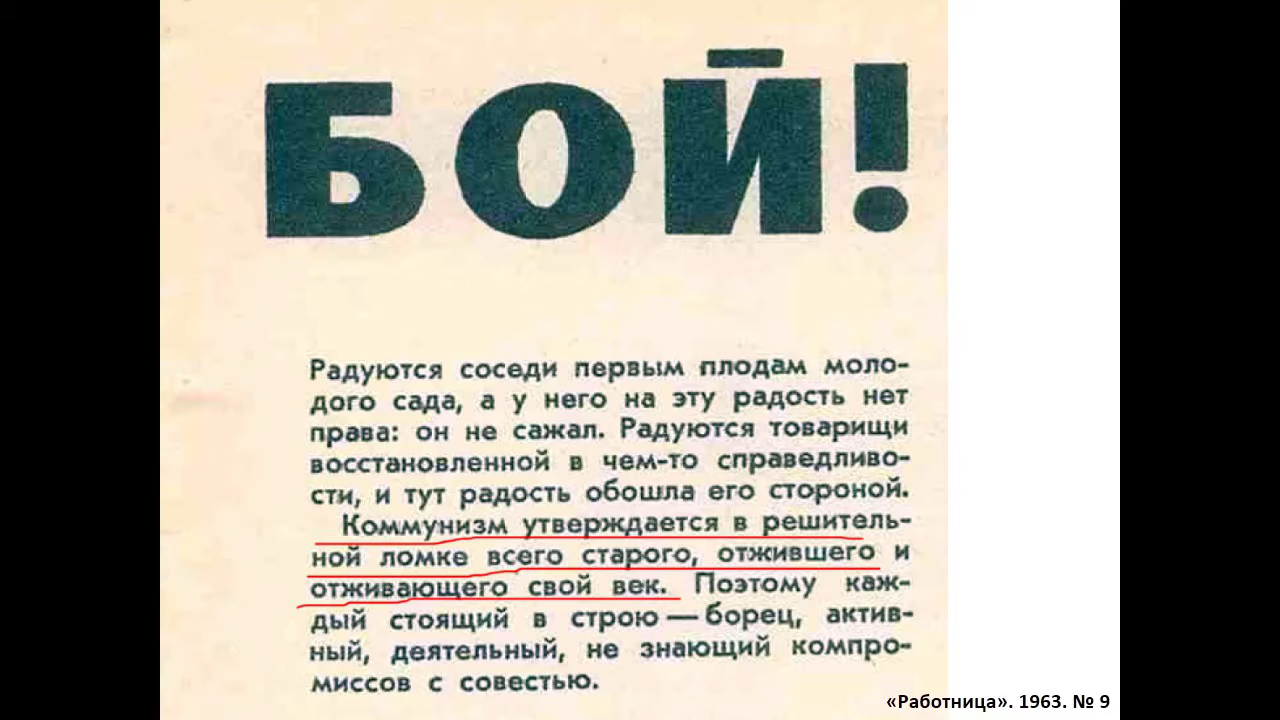 БОЙ!
Радуются соседи первым плодам моло-
дого сада, а у него на эту радость нет
права: он не сажал. Радуются товарищи
восстановленной в чем-то справедливо-
сти, и тут радость обошла его стороной.
Коммунизм утверждается в решитель-
ной ломке всего старого, отжившего и
отживающего свой век. Поэтому каж-
дый стоящий в строю — борец, актив-
ный, деятельный, не знающий компро-
миссов с совестью.
«Работница». 1963. № 9